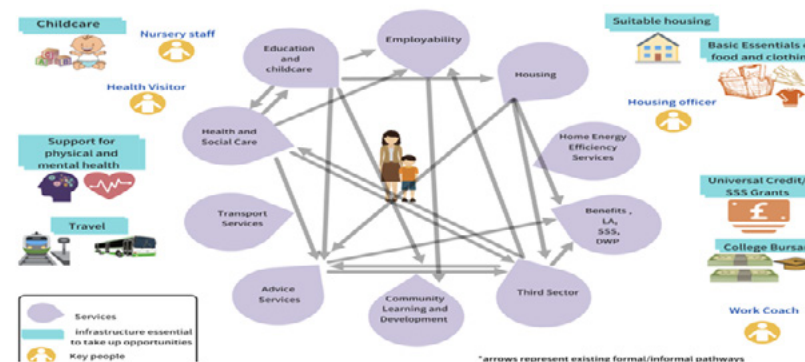 Childcare
Nursery staff
Health Visitor
Support for
physical and
mental health
Travel
Education
and
childcare
Employability
Housing
Health and
Social Care
Home Energy
Efficiency
Services
Transport
Services
Benefits ,
LA,
SSS,
DWP
Advice
Services
Community
Learning and
Development
Third Sector
Suitable housing
Basic Essentials
food and clothing
Housing officer
Universal Credit/
SSS Grants
College Bursa
Work Coach
Services
infrastructure essential
to take up opportunities
Key people
*arrows represent existing formal/informal pathways